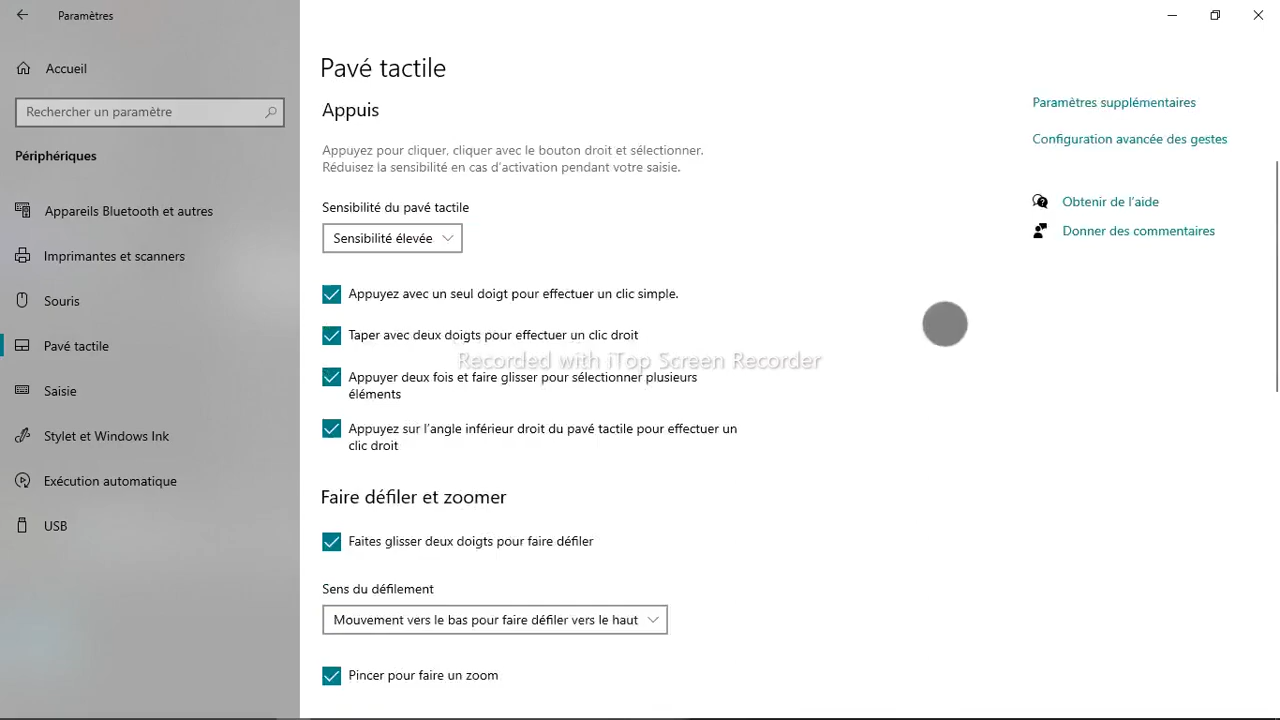 Paramètres
Accueil
Rechercher un paramètre
Périphériques
Appareils Bluetooth et autres
Imprimantes et scanners
Souris
Pavé tactile
Saisie
Stylet et Windows Ink
Exécution automatique
USB
Pavé tactile
Appuis
Appuyez pour cliquer, cliquer avec le bouton droit et sélectionner.
Réduisez la sensibilité en cas d’activation pendant votre saisie.
Sensibilité du pavé tactile
Sensibilité élevée
Appuyez avec un seul doigt pour effectuer un clic simple.
Taper avec deux doigts pour effectuer un clic droit
Recorded with iTop Screen Recorder
Appuyer deux fois et faire glisser pour sélectionner plusieurs
éléments
Appuyez sur l’angle inférieur droit du pavé tactile pour effectuer un
clic droit
Faire défiler et zoomer
Faites glisser deux doigts pour faire défiler
Sens du défilement
Mouvement vers le bas pour faire défiler vers le haut
Pincer pour faire un zoom
Paramètres supplémentaires
Configuration avancée des gestes
Obtenir de l’aide
Donner des commentaires